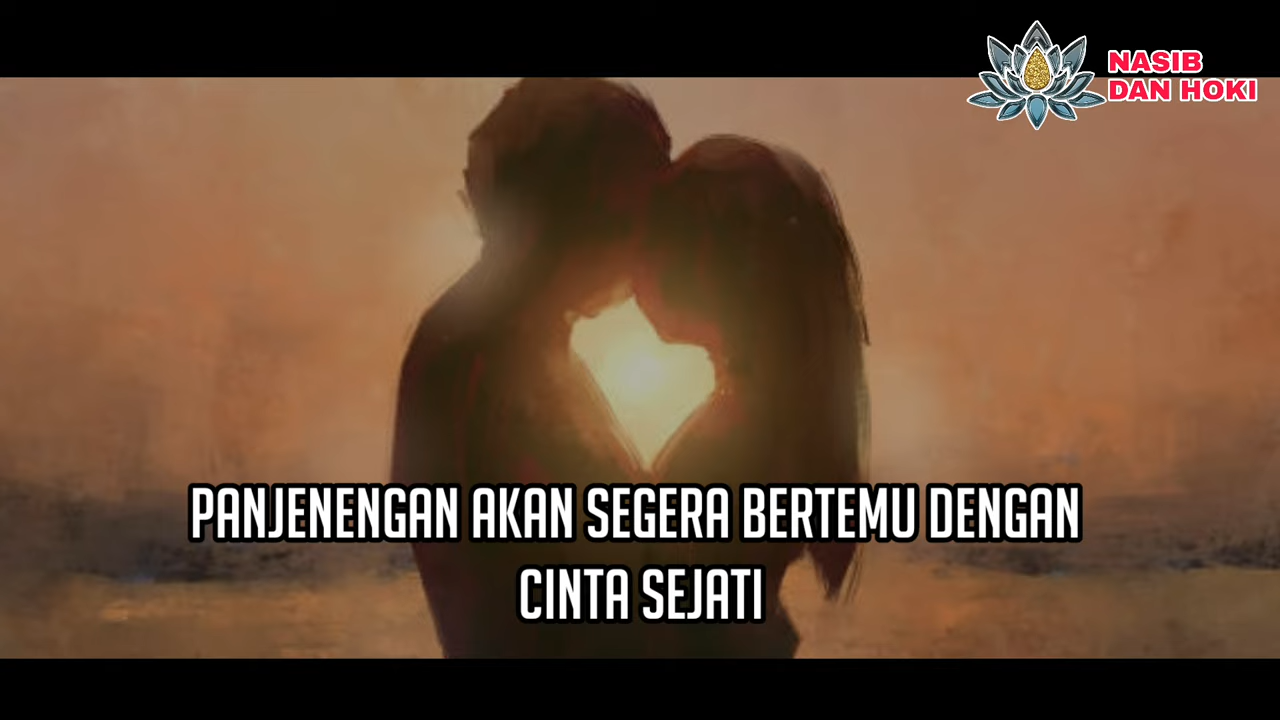 NASIB
DAN HOKI
PANJENENGAN AKAN SEGERA BERTEMU DENGAN
CINTA SEJATI